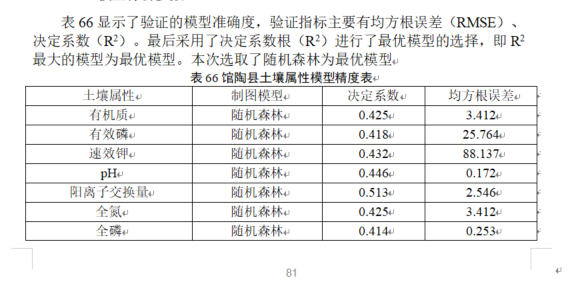 表 66 显示了验证的模型准确度，验证指标主要有均方根误差（RMSE）、
决定系数（R²）。最后采用了决定系数根（R²）进行了最优模型的选择，即 R²
最大的模型为最优模型。本次选取了随机森林为最优模型
表 66 馆陶县土壤属性模型精度表
土壤属性 制图模型 决定系数 均方根误差
有机质 随机森林 0.425 3.412
有效磷 随机森林 0.418 25.764
速效钾 随机森林 0.432 88.137
pH 随机森林 0.446 0.172
阳离子交换量 随机森林 0.513 2.546
全氮 随机森林 0.425 3.412
全磷 随机森林 0.414 0.253
81